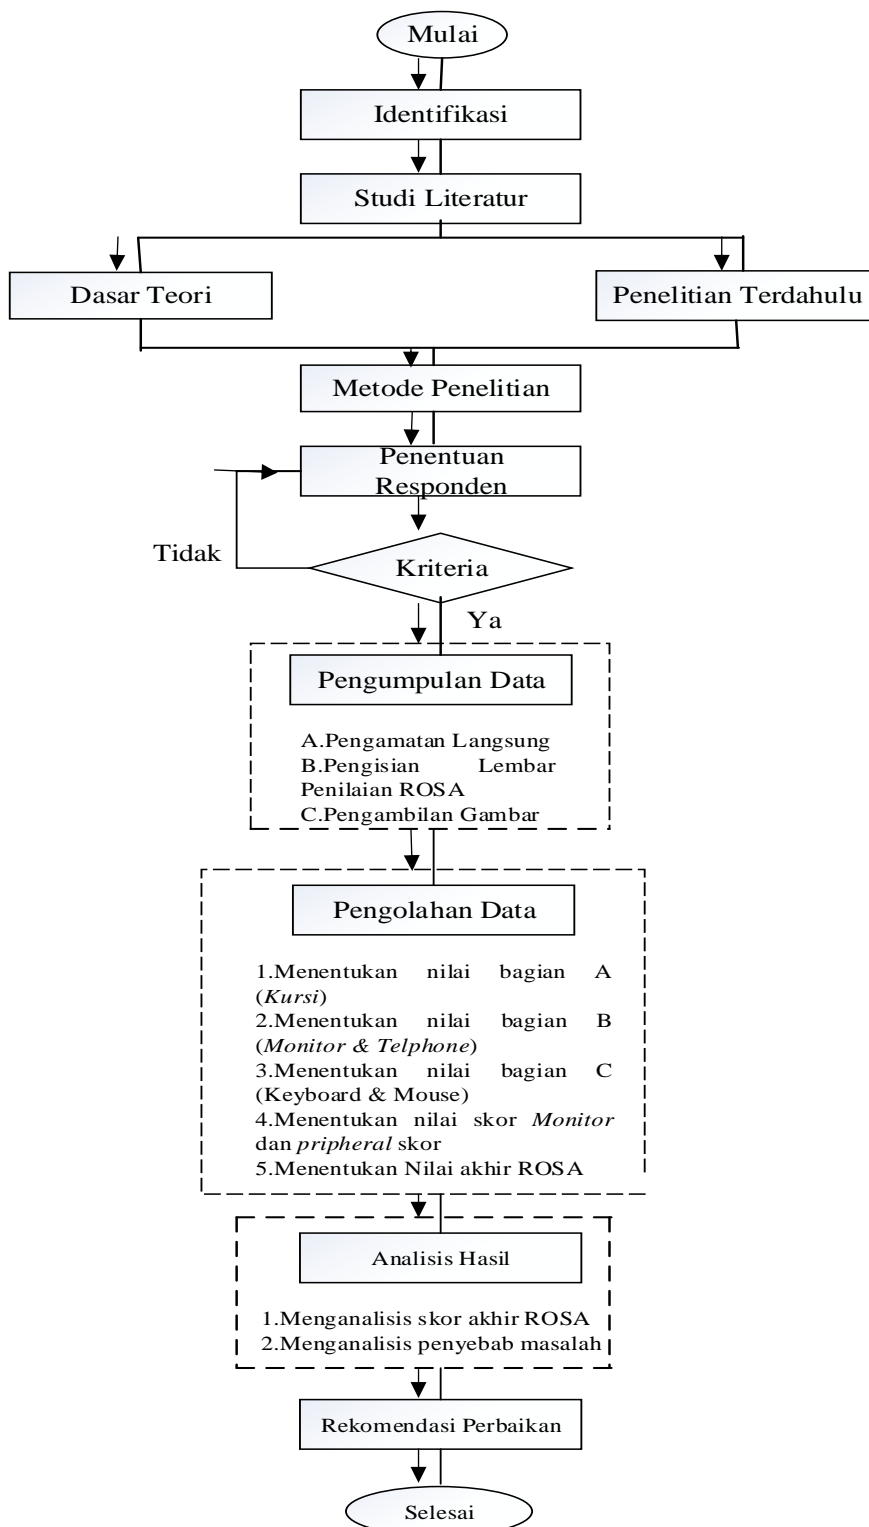 Mulai
Identifikasi
Studi Literatur
Dasar Teori
Penelitian Terdahulu
Metode Penelitian
Penentuan
Responden
Tidak
Kriteria
Ya
Pengumpulan Data
A.Pengamatan Langsung
B.Pengisian Lembar
Penilaian ROSA
C.Pengambilan Gambar
Pengolahan Data
1.Menentukan nilai bagian A
(Kursi)
2.Menentukan nilai bagian B
(Monitor & Telphone)
3.Menentukan nilai bagian C
(Keyboard & Mouse)
4.Menentukan nilai skor Monitor
dan pripheral skor
5.Menentukan Nilai akhir ROSA
Analisis Hasil
1.Menganalisis skor akhir ROSA
2.Menganalisis penyebab masalah
Rekomendasi Perbaikan
Selesai